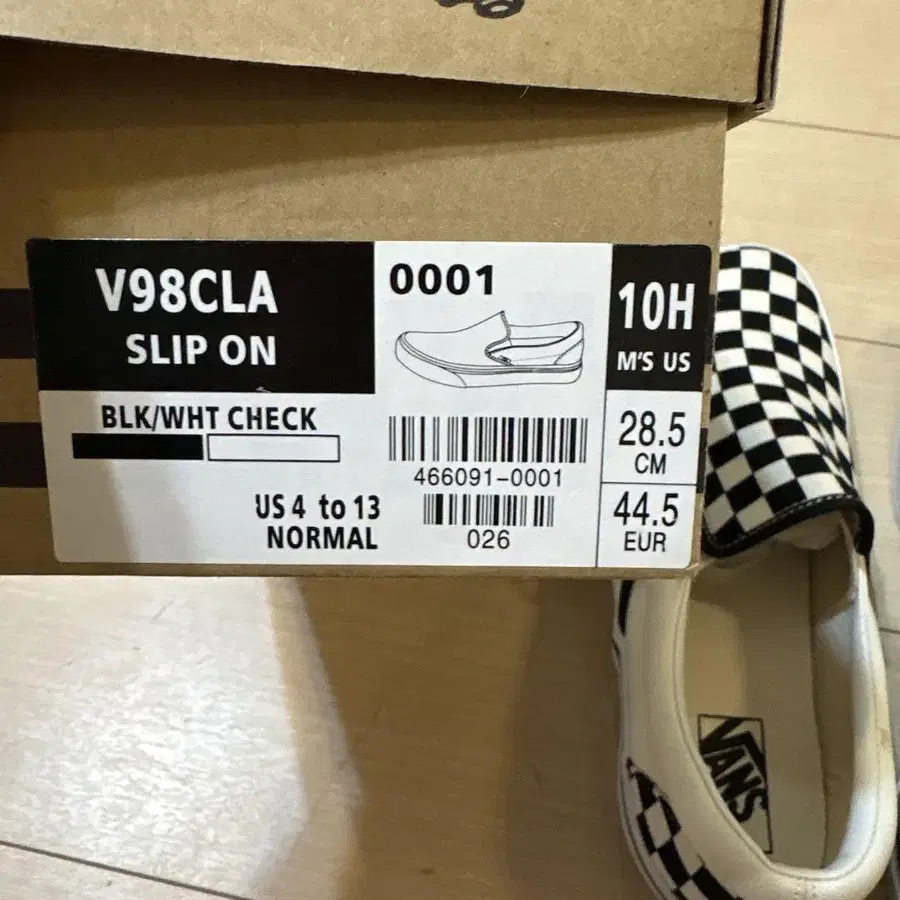 V98CLA
SLIP ON
BLK/WHT CHECK
US 4 to 13
NORMAL
0001
466091-0001
026
10H
M'S US
28.5
CM
44.5
EUR
VANS